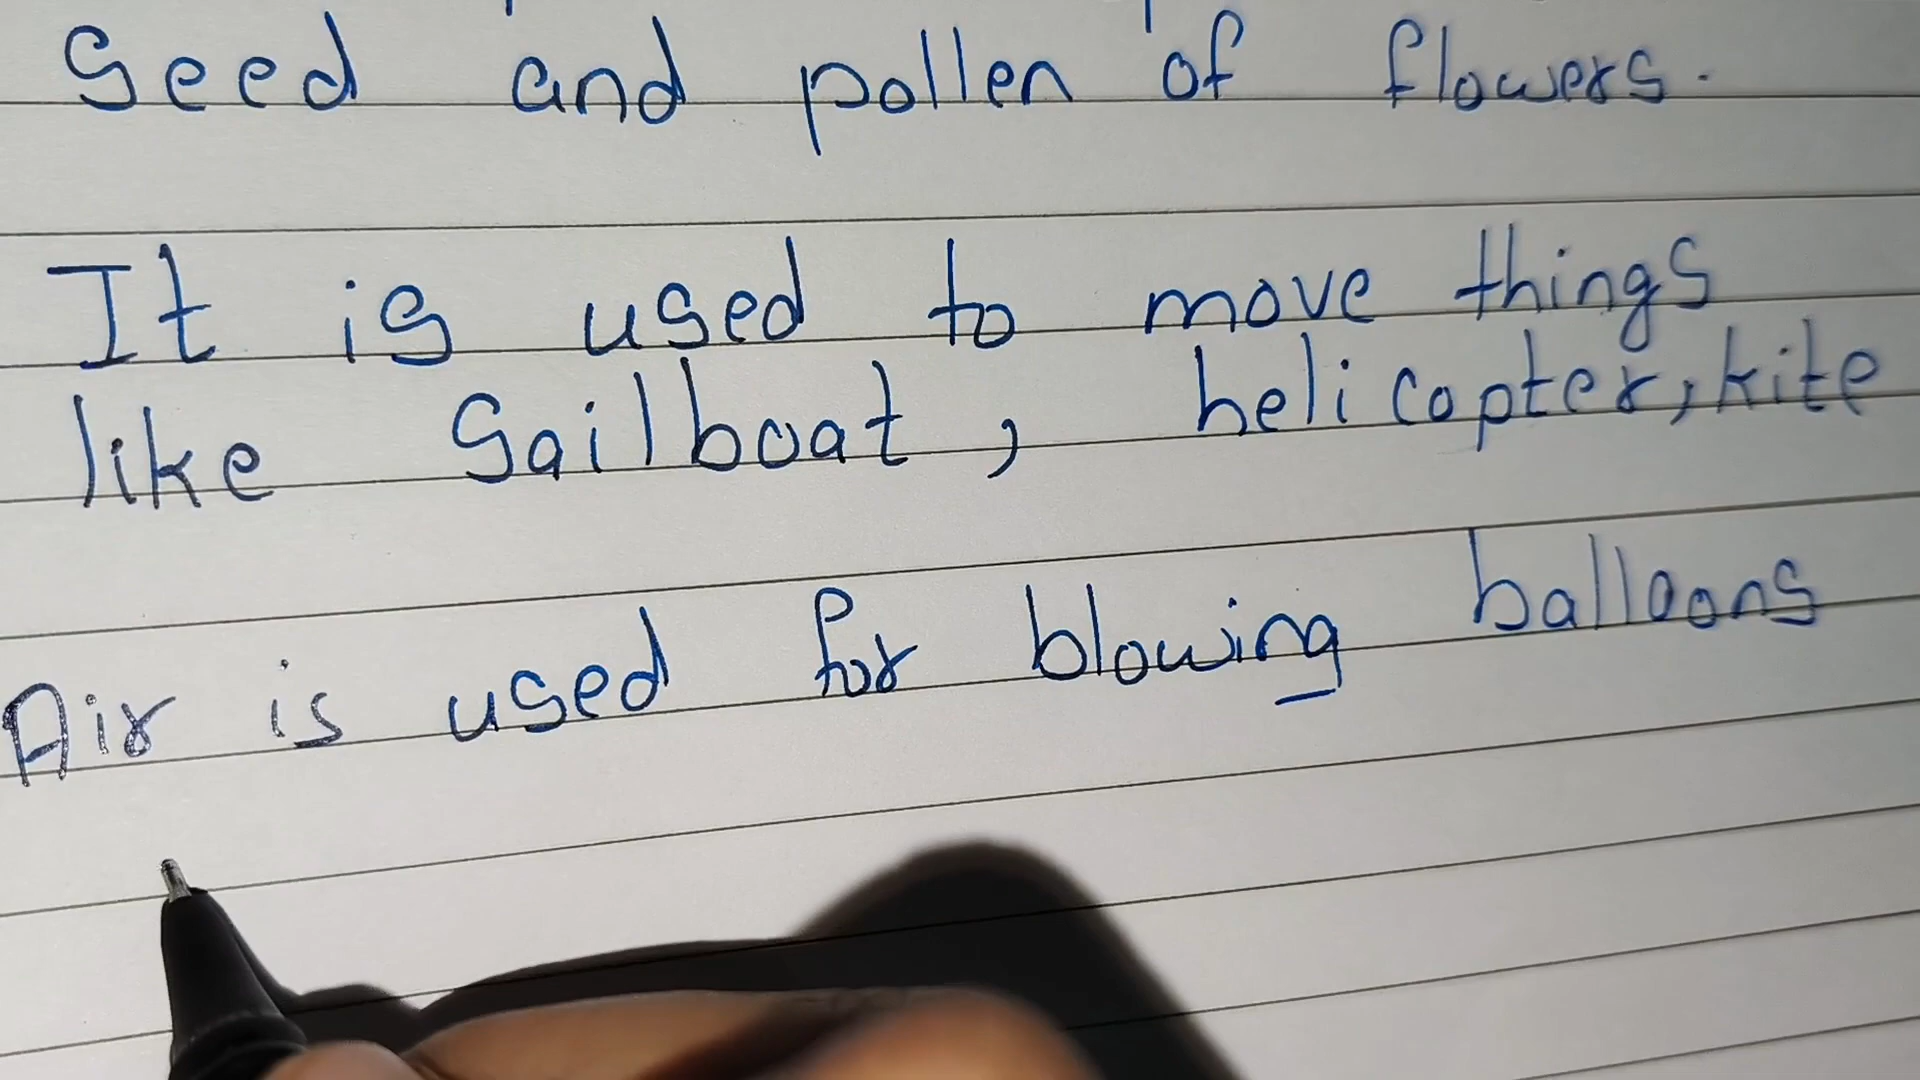 Seed and pollen of flowers.
It is used to move things
like Sailboat, helicopter, kite
Air is used for blowing balloons